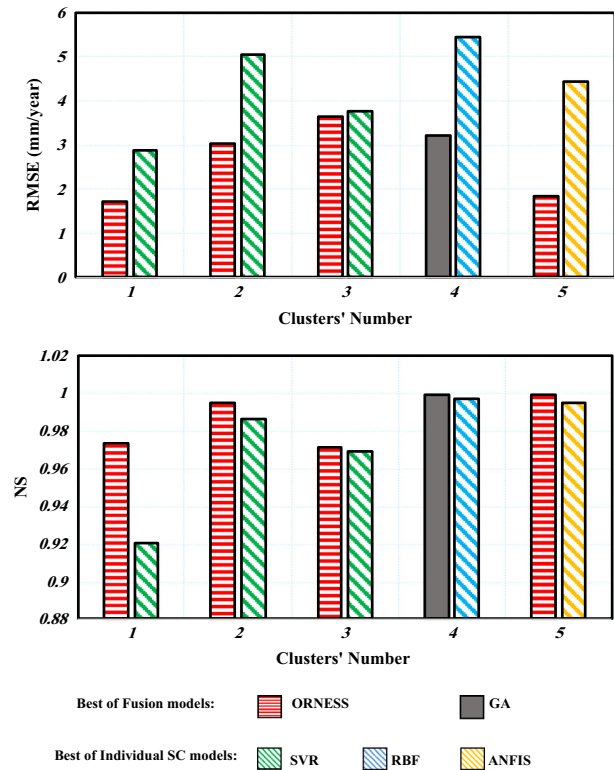 6
5
4
3
2
1
0
RMSE (mm/year)
1 2 3 4 5
Clusters' Number
1.02
1
0.98
0.96
0.94
0.92
0.9
0.88
NS
1 2 3 4 5
Clusters' Number
Best of Fusion models: ORNESS GA
Best of Individual SC models: SVR RBF ANFIS